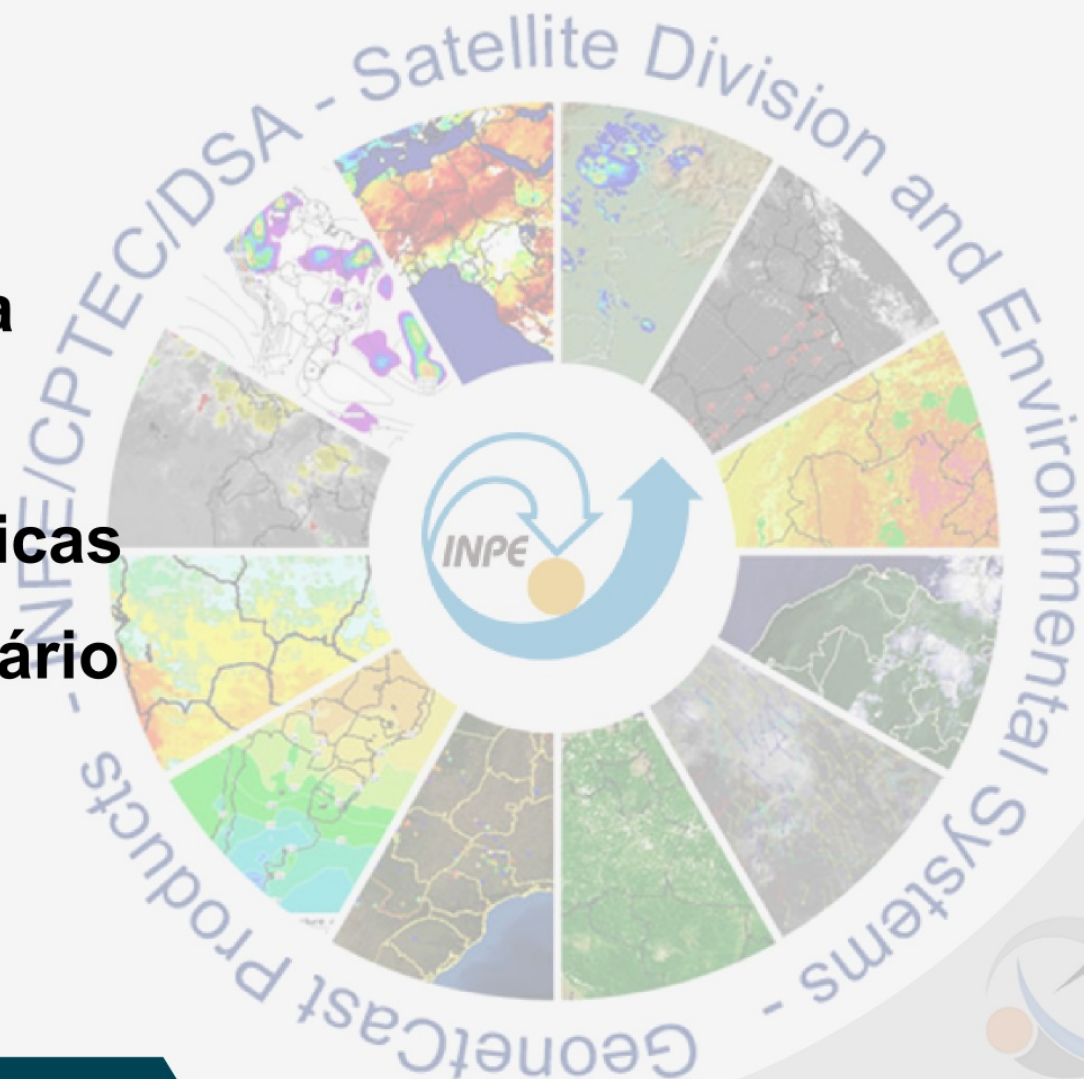 INPE/CPTEC/DSA - Satellite Division and Environmental Systems - GeonetCast Products -
a
icas
ário
INPE